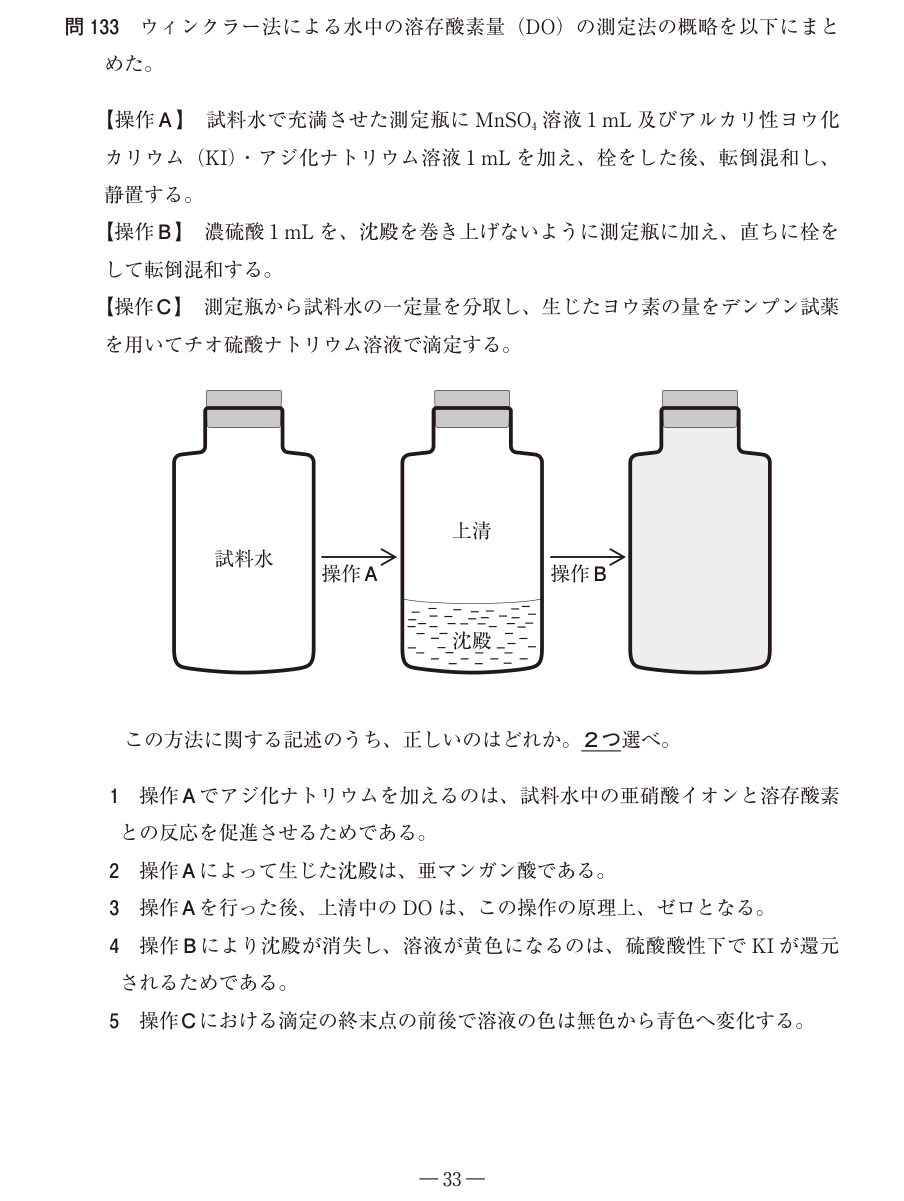 問 133　ウィンクラー法による水中の溶存酸素量（DO）の測定法の概略を以下にまと
めた。
【操作A】　試料水で充満させた測定瓶に MnSO₄ 溶液 1 mL 及びアルカリ性ヨウ化
カリウム（KI）・アジ化ナトリウム溶液 1 mL を加え、栓をした後、転倒混和し、
静置する。
【操作B】　濃硫酸 1 mL を、沈殿を巻き上げないように測定瓶に加え、直ちに栓を
して転倒混和する。
【操作C】　測定瓶から試料水の一定量を分取し、生じたヨウ素の量をデンプン試薬
を用いてチオ硫酸ナトリウム溶液で滴定する。
試料水
操作A
上清
沈殿
操作B
この方法に関する記述のうち、正しいのはどれか。2つ選べ。
1　操作Aでアジ化ナトリウムを加えるのは、試料水中の亜硝酸イオンと溶存酸素
との反応を促進させるためである。
2　操作Aによって生じた沈殿は、亜マンガン酸である。
3　操作Aを行った後、上清中の DO は、この操作の原理上、ゼロとなる。
4　操作Bにより沈殿が消失し、溶液が黄色になるのは、硫酸酸性下で KI が還元
されるためである。
5　操作Cにおける滴定の終末点の前後で溶液の色は無色から青色へ変化する。
― 33 ―